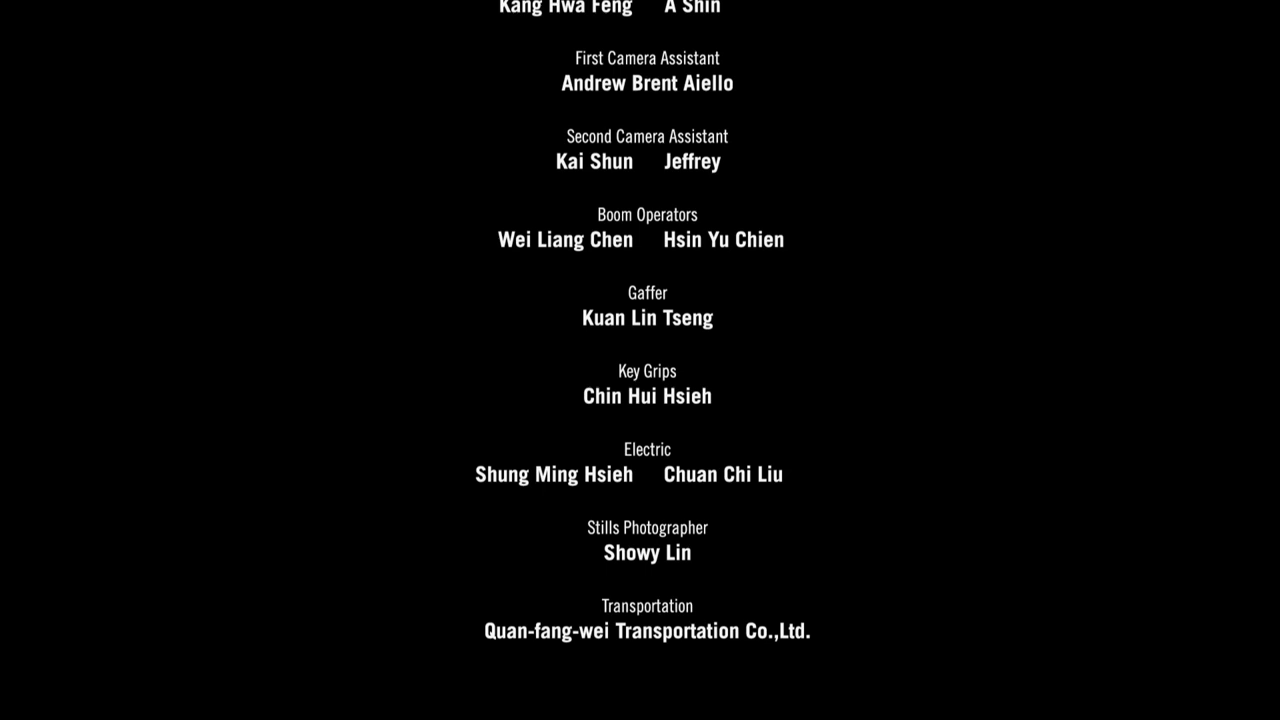 Kang Hwa Feng A Shin
First Camera Assistant
Andrew Brent Aiello
Second Camera Assistant
Kai Shun Jeffrey
Boom Operators
Wei Liang Chen Hsin Yu Chien
Gaffer
Kuan Lin Tseng
Key Grips
Chin Hui Hsieh
Electric
Shung Ming Hsieh Chuan Chi Liu
Stills Photographer
Showy Lin
Transportation
Quan-fang-wei Transportation Co.,Ltd.